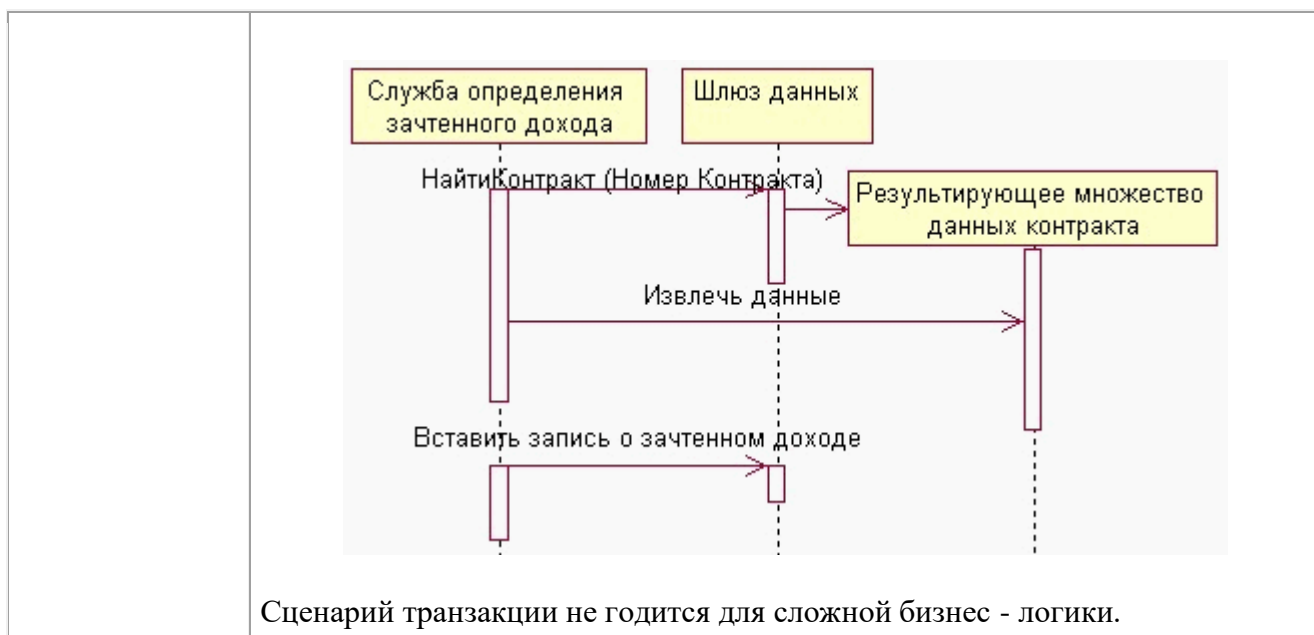 Служба определения
зачтенного дохода
Шлюз данных
НайтиКонтракт (Номер Контракта)
Результирующее множество
данных контракта
Извлечь данные
Вставить запись о зачтенном доходе
Сценарий транзакции не годится для сложной бизнес - логики.